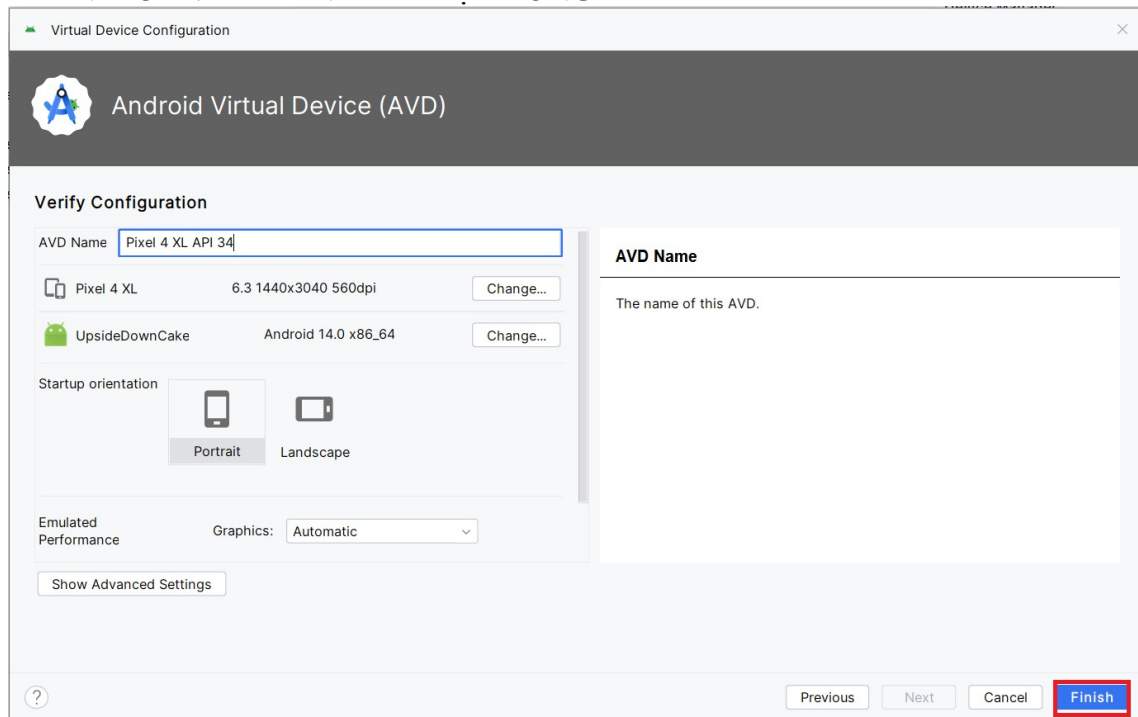 Virtual Device Configuration
Android Virtual Device (AVD)
Verify Configuration
AVD Name Pixel 4 XL API 34
Pixel 4 XL 6.3 1440x3040 560dpi Change...
UpsideDownCake Android 14.0 x86_64 Change...
Startup orientation
Portrait Landscape
Emulated
Performance
Graphics: Automatic
Show Advanced Settings
AVD Name
The name of this AVD.
? Previous Next Cancel Finish